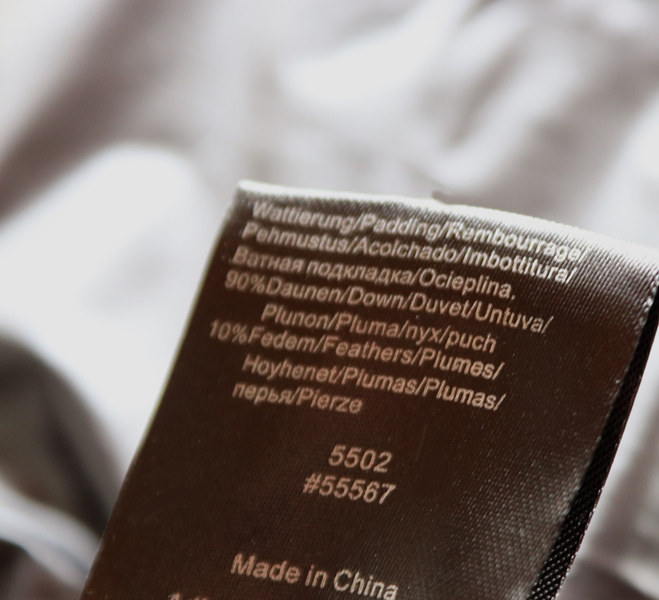 Wattierung/Padding/Rembourrage
Pehmustus/Acolchado/Imbottitura/
Вотная подкладка/Ocieplina,
90%Daunen/Down/Duvet/Untuva/
Plunon/Pluma/nyx/puch
10%Federn/Feathers/Plumes/
Hoyhenet/Plumas/Plumas/
перья/Pierze
5502
#55567
Made in China